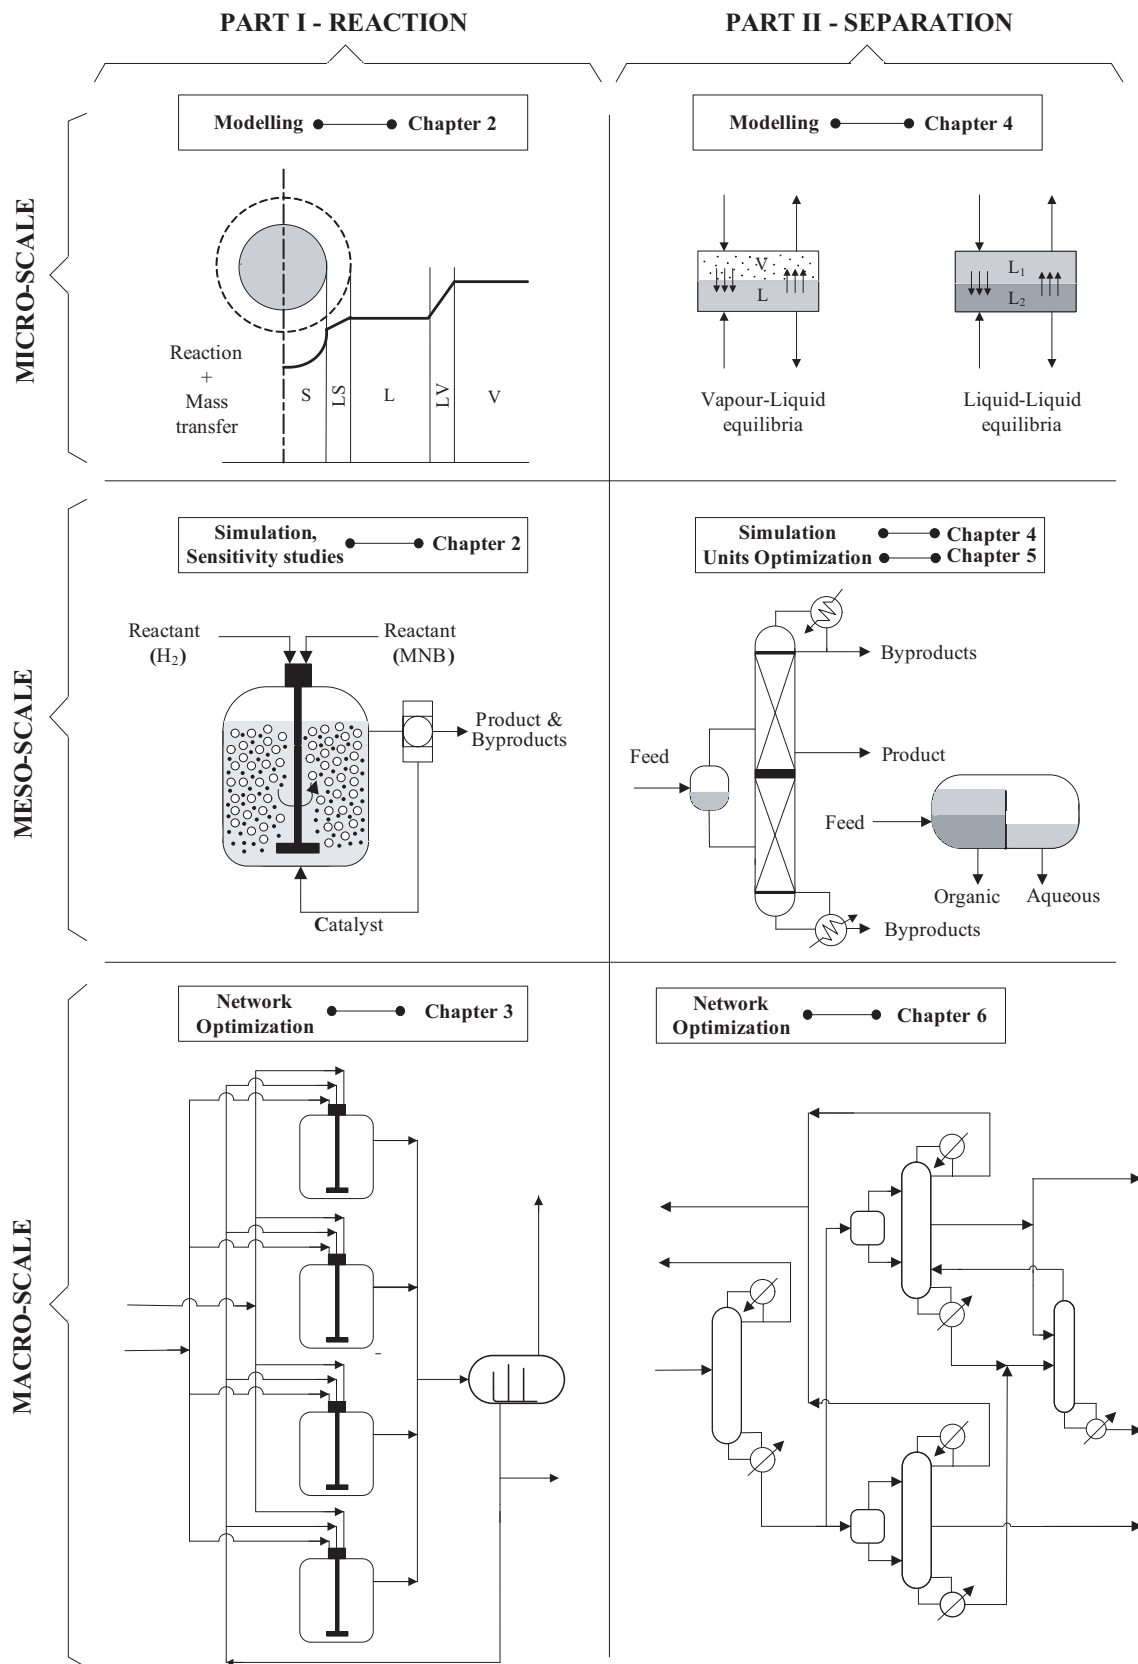 PART I - REACTION
PART II - SEPARATION
MICRO-SCALE
Modelling Chapter 2
Reaction
+
Mass
transfer
S
LS
L
LV
V
Modelling Chapter 4
V
L
Vapour-Liquid
equilibria
L₁
L₂
Liquid-Liquid
equilibria
MESO-SCALE
Simulation,
Sensitivity studies Chapter 2
Reactant
(H₂)
Reactant
(MNB)
Product &
Byproducts
Catalyst
Simulation Chapter 4
Units Optimization Chapter 5
Byproducts
Feed
Product
Feed
Organic
Aqueous
Byproducts
MACRO-SCALE
Network
Optimization Chapter 3
Network
Optimization Chapter 6